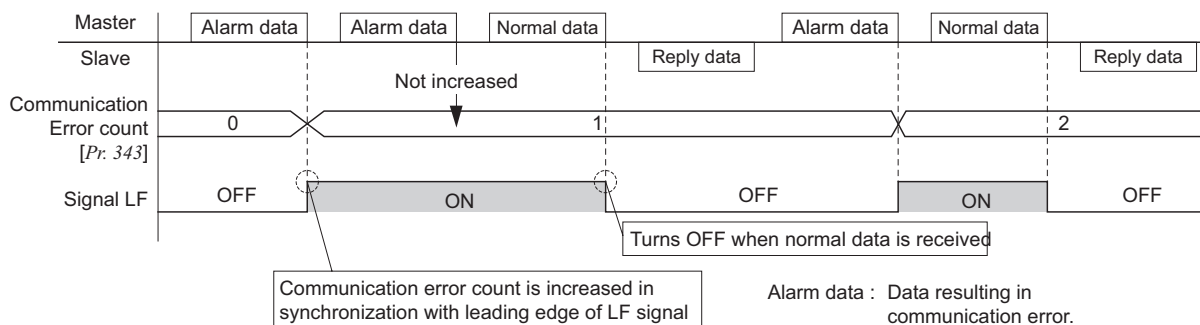 Master
Alarm data
Alarm data
Normal data
Alarm data
Normal data
Slave
Reply data
Reply data
Not increased
Communication
Error count
[Pr. 343]
0
1
2
Signal LF
OFF
ON
OFF
ON
OFF
Turns OFF when normal data is received
Communication error count is increased in
synchronization with leading edge of LF signal
Alarm data : Data resulting in
communication error.